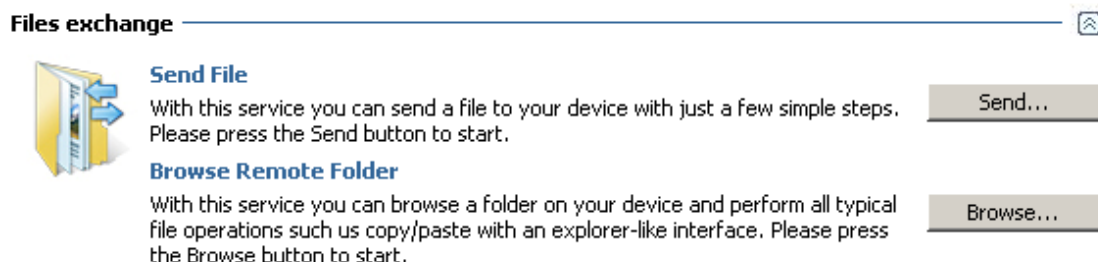 Files exchange
Send File
With this service you can send a file to your device with just a few simple steps.
Send...
Please press the Send button to start.
Browse Remote Folder
With this service you can browse a folder on your device and perform all typical
Browse...
file operations such us copy/paste with an explorer-like interface. Please press
the Browse button to start.